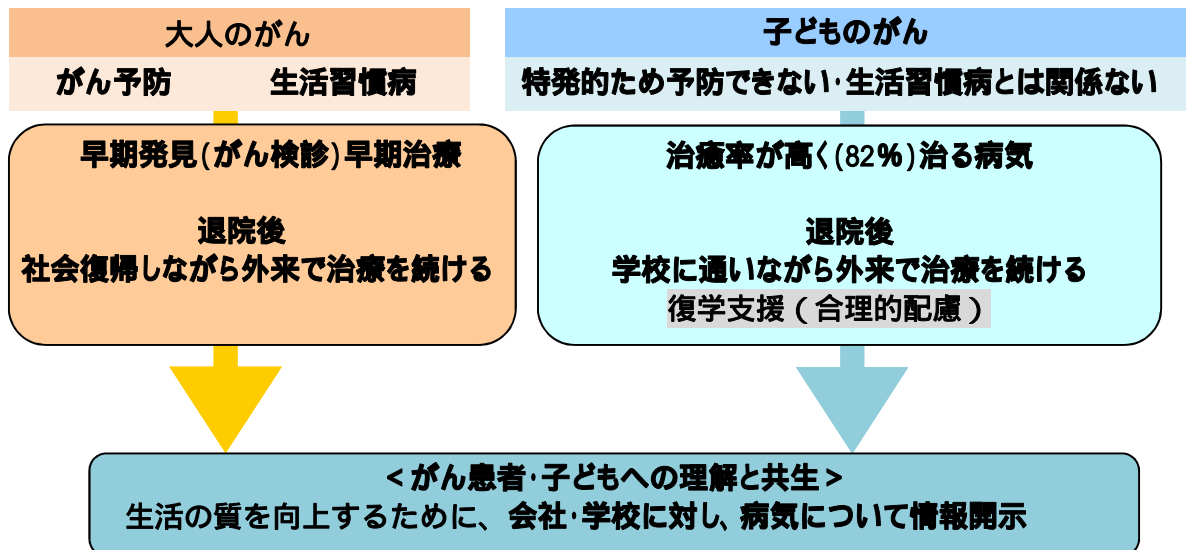 大人のがん
がん予防 生活習慣病
早期発見(がん検診)早期治療
退院後
社会復帰しながら外来で治療を続ける
子どものがん
特発的ため予防できない・生活習慣病とは関係ない
治癒率が高く(82%)治る病気
退院後
学校に通いながら外来で治療を続ける
復学支援(合理的配慮)
<がん患者・子どもへの理解と共生>
生活の質を向上するために、会社・学校に対し、病気について情報開示